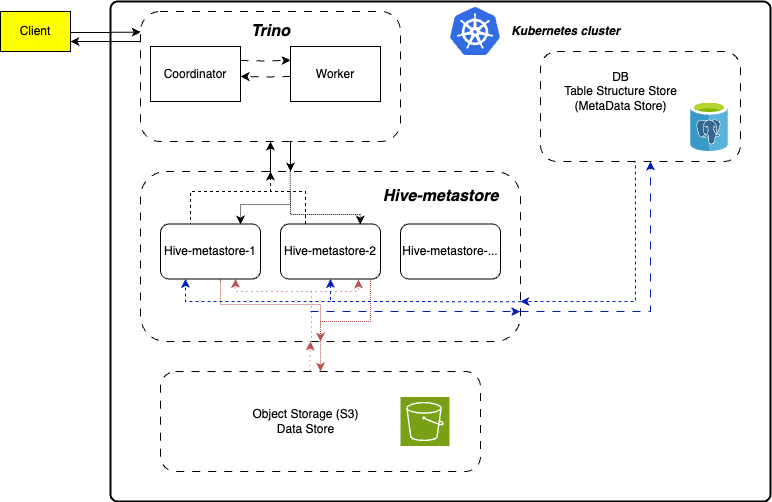 Client
Trino
Kubernetes cluster
Coordinator
Worker
DB
Table Structure Store
(MetaData Store)
Hive-metastore
Hive-metastore-1
Hive-metastore-2
Hive-metastore-...
Object Storage (S3)
Data Store